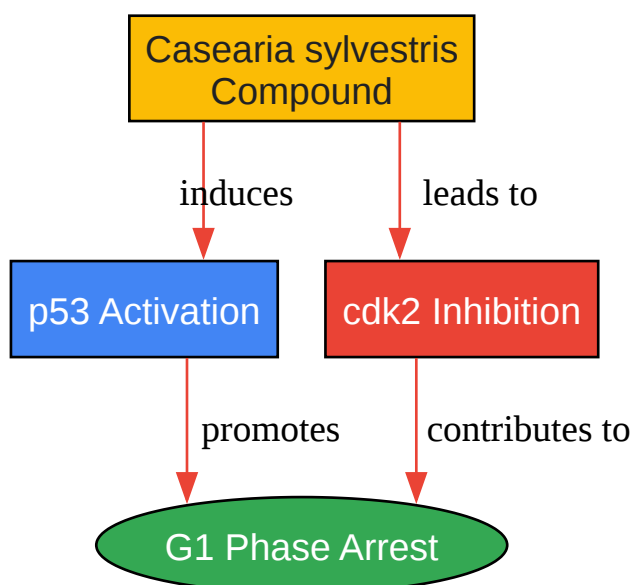 Casearia sylvestris
Compound
induces
leads to
p53 Activation
cdk2 Inhibition
promotes
contributes to
G1 Phase Arrest